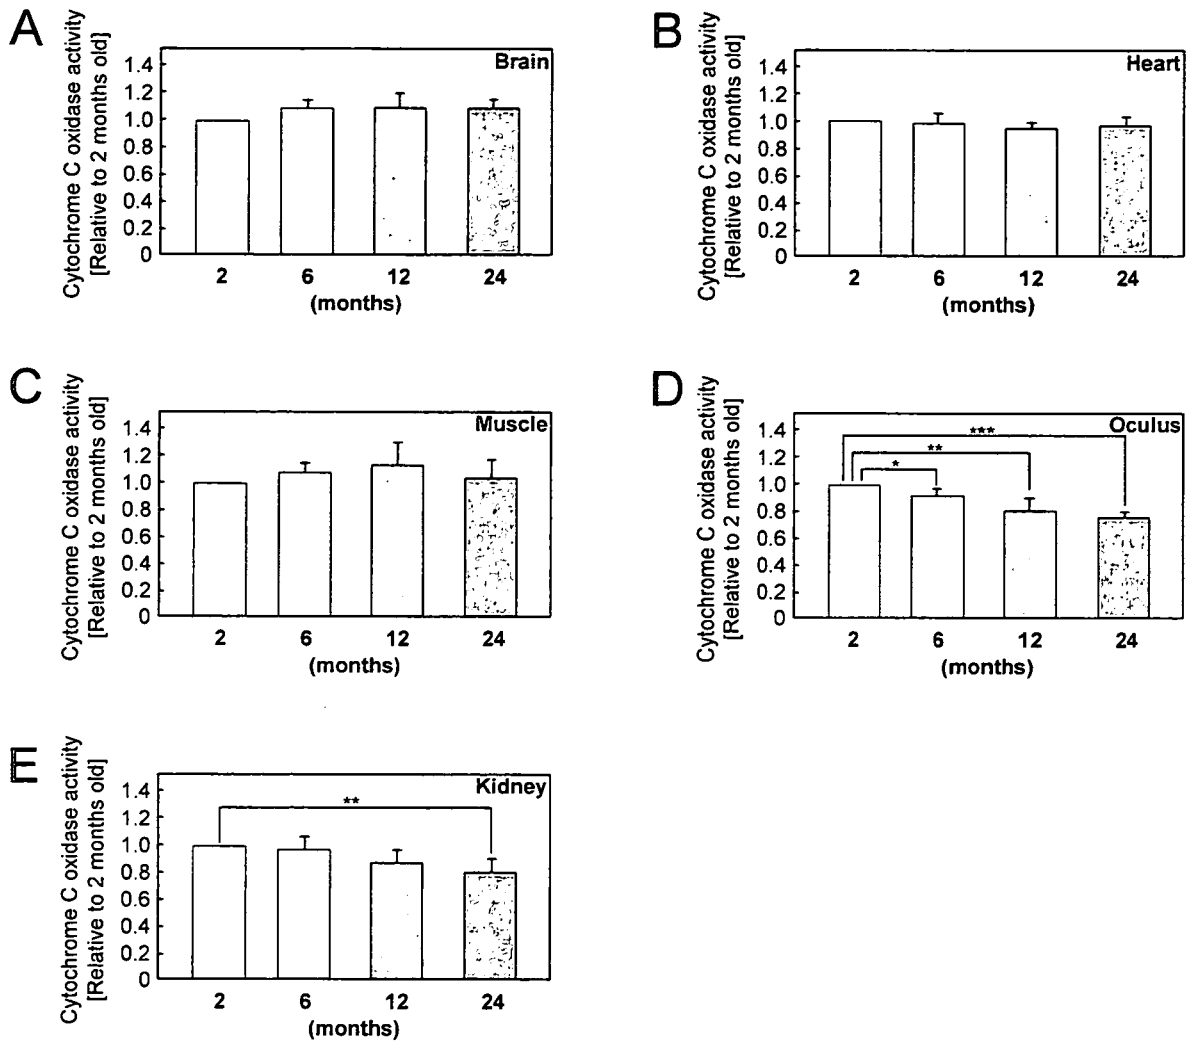 A
Cytochrome C oxidase activity
[Relative to 2 months old]
Brain
1.4
1.2
1.0
0.8
0.6
0.4
0.2
0
2 6 12 24
(months)
B
Cytochrome C oxidase activity
[Relative to 2 months old]
Heart
1.4
1.2
1.0
0.8
0.6
0.4
0.2
0
2 6 12 24
(months)
C
Cytochrome C oxidase activity
[Relative to 2 months old]
Muscle
1.4
1.2
1.0
0.8
0.6
0.4
0.2
0
2 6 12 24
(months)
D
Cytochrome C oxidase activity
[Relative to 2 months old]
Oculus
1.4
1.2
1.0
0.8
0.6
0.4
0.2
0
***
**
*
2 6 12 24
(months)
E
Cytochrome C oxidase activity
[Relative to 2 months old]
Kidney
1.4
1.2
1.0
0.8
0.6
0.4
0.2
0
**
2 6 12 24
(months)